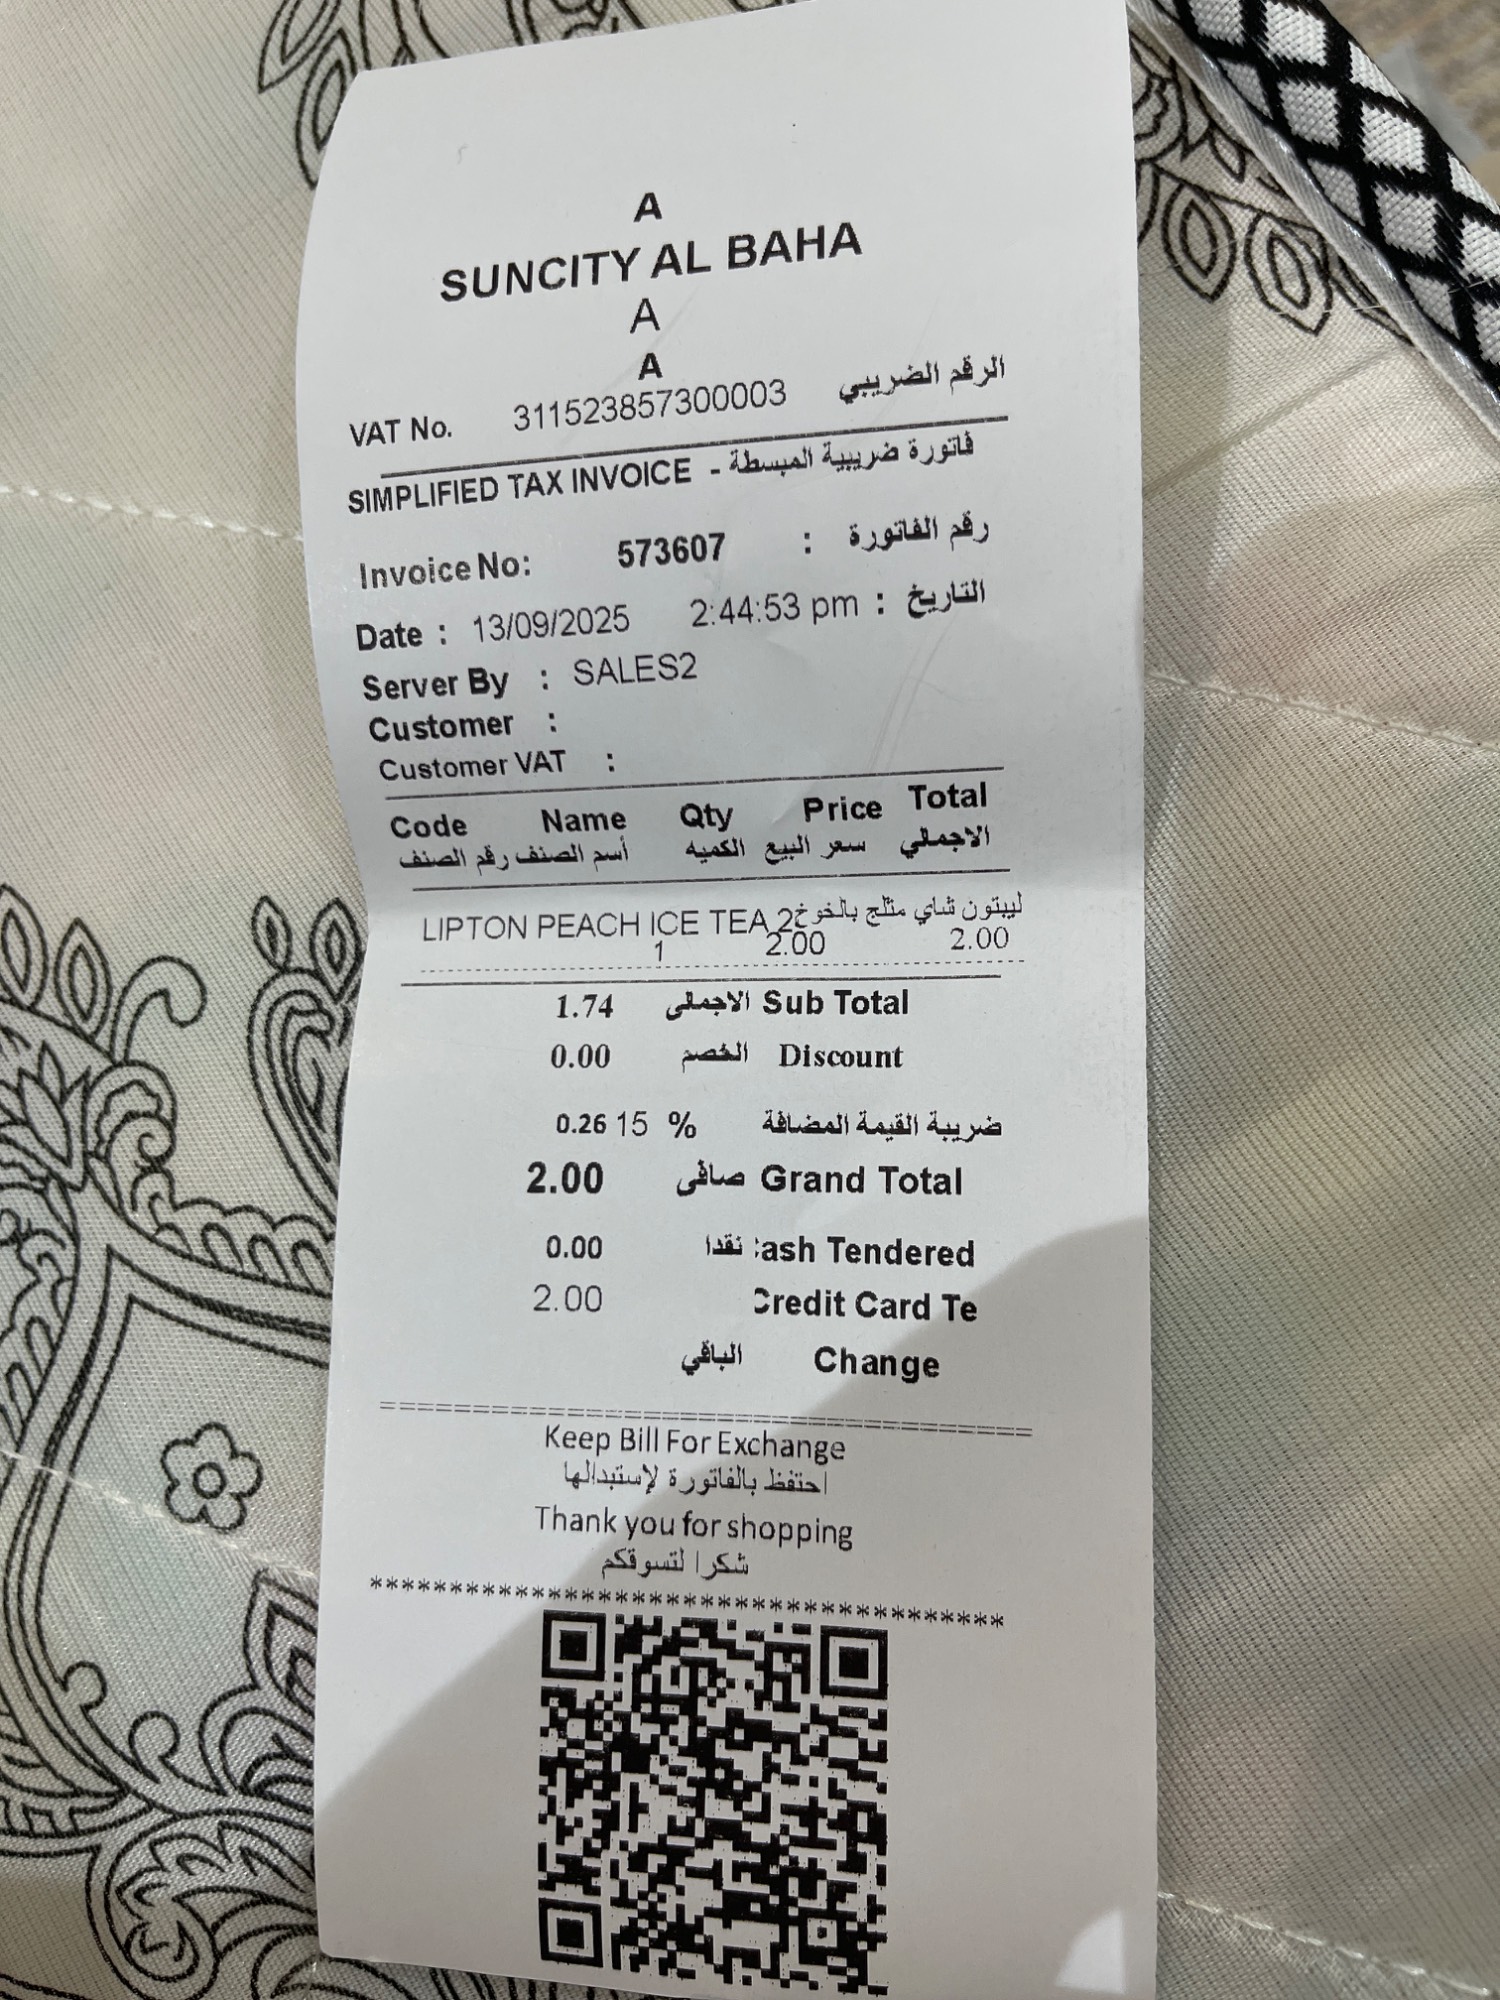 A
SUNCITY AL BAHA
A
A
VAT No. 311523857300003 الرقم الضريبي
SIMPLIFIED TAX INVOICE - فاتورة ضريبية المبسطة
Invoice No: 573607 : رقم الفاتورة
Date : 13/09/2025 2:44:53 pm : التاريخ
Server By : SALES2
Customer :
Customer VAT :
Code Name Qty Price Total
رقم الصنف أسم الصنف الكميه سعر البيع الاجمالي
LIPTON PEACH ICE TEA 2 ليبتون شاي مثلج بالخوخ
1 2.00 2.00
1.74 الاجمالى Sub Total
0.00 الخصم Discount
0.26 15 % ضريبة القيمة المضافة
2.00 صافى Grand Total
0.00 نقدا ash Tendered
2.00 Credit Card Te
الباقي Change
Keep Bill For Exchange
احتفظ بالفاتورة لإستبدالها
Thank you for shopping
شكرا لتسوقكم
****************************************